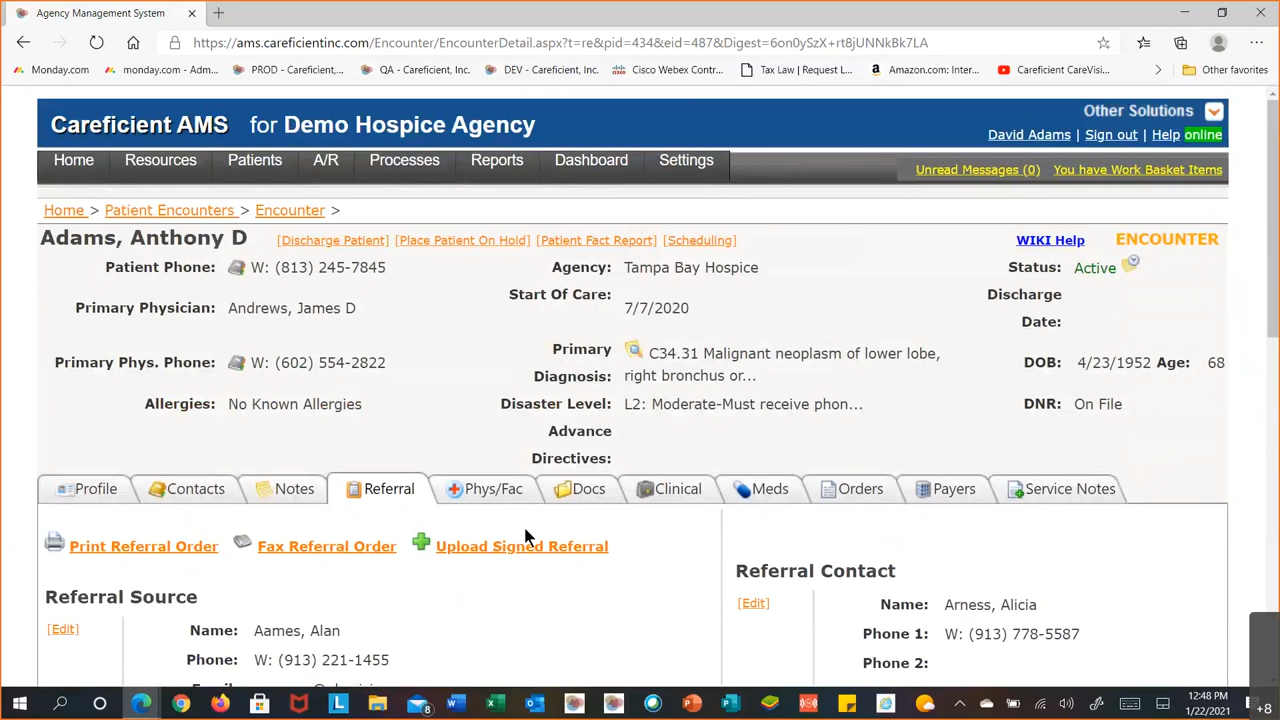 Agency Management System
https://ams.careficientinc.com/Encounter/EncounterDetail.aspx?t=re&pid=434&eid=487&Digest=6on0ySzX+rt8jUNNkBk7LA
Monday.com monday.com - Adm... PROD - Careficient,... QA - Careficient, Inc. DEV - Careficient, Inc. Cisco Webex Contr... Tax Law | Request L... Amazon.com: Inter... Careficient CareVisi... Other favorites
Other Solutions
Careficient AMS for Demo Hospice Agency
David Adams | Sign out | Help online
Home Resources Patients A/R Processes Reports Dashboard Settings
Unread Messages (0) You have Work Basket Items
Home > Patient Encounters > Encounter >
Adams, Anthony D [Discharge Patient] [Place Patient On Hold] [Patient Fact Report] [Scheduling] WIKI Help ENCOUNTER
Patient Phone: W: (813) 245-7845 Agency: Tampa Bay Hospice Status: Active
Start Of Care: 7/7/2020 Discharge Date:
Primary Physician: Andrews, James D
Primary Phys. Phone: W: (602) 554-2822 Primary Diagnosis: C34.31 Malignant neoplasm of lower lobe, right bronchus or... DOB: 4/23/1952 Age: 68
Allergies: No Known Allergies Disaster Level: L2: Moderate-Must receive phon... DNR: On File
Advance Directives:
Profile Contacts Notes Referral Phys/Fac Docs Clinical Meds Orders Payers Service Notes
Print Referral Order Fax Referral Order Upload Signed Referral
Referral Source
[Edit] Name: Aames, Alan
Phone: W: (913) 221-1455
Referral Contact
[Edit] Name: Arness, Alicia
Phone 1: W: (913) 778-5587
Phone 2:
8
12:48 PM
1/22/2021
+8